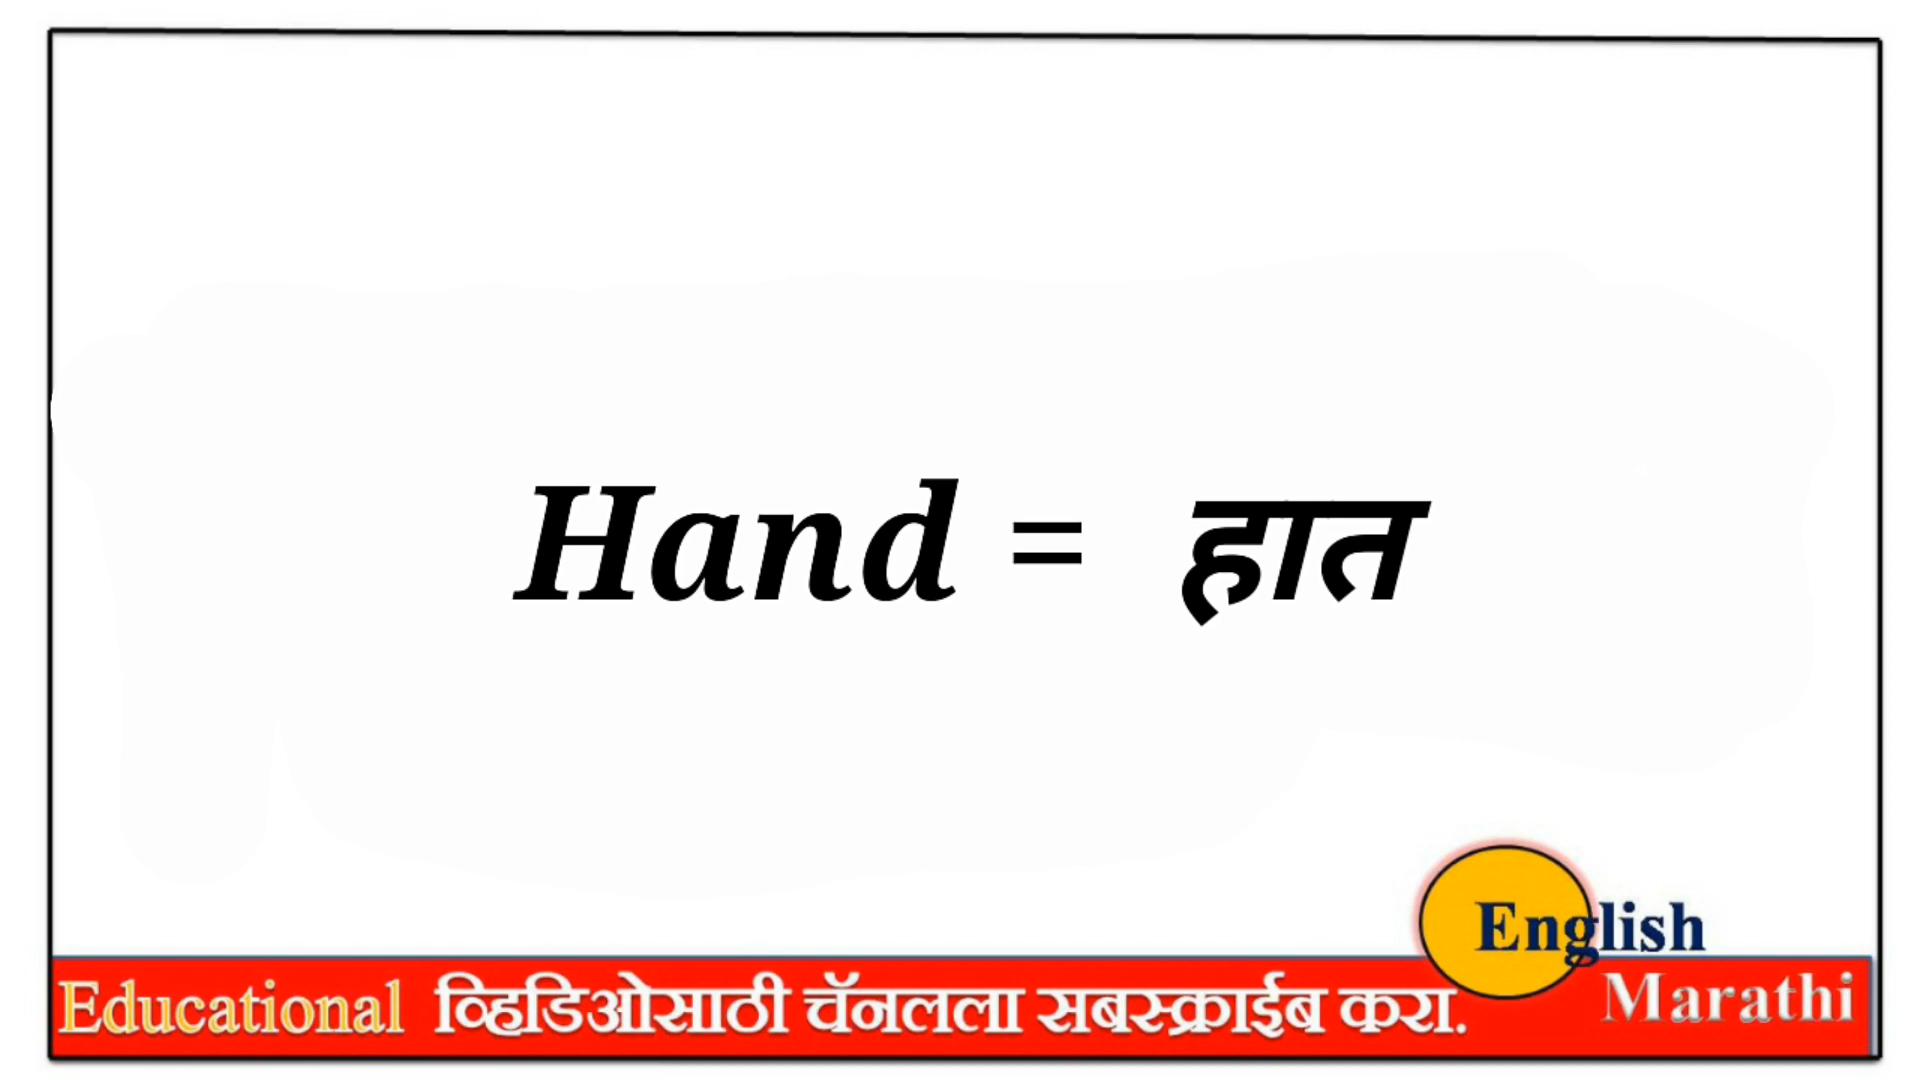 Hand = हात
English
Educational व्हिडिओसाठी चॅनलला सबस्क्राईब करा.
Marathi